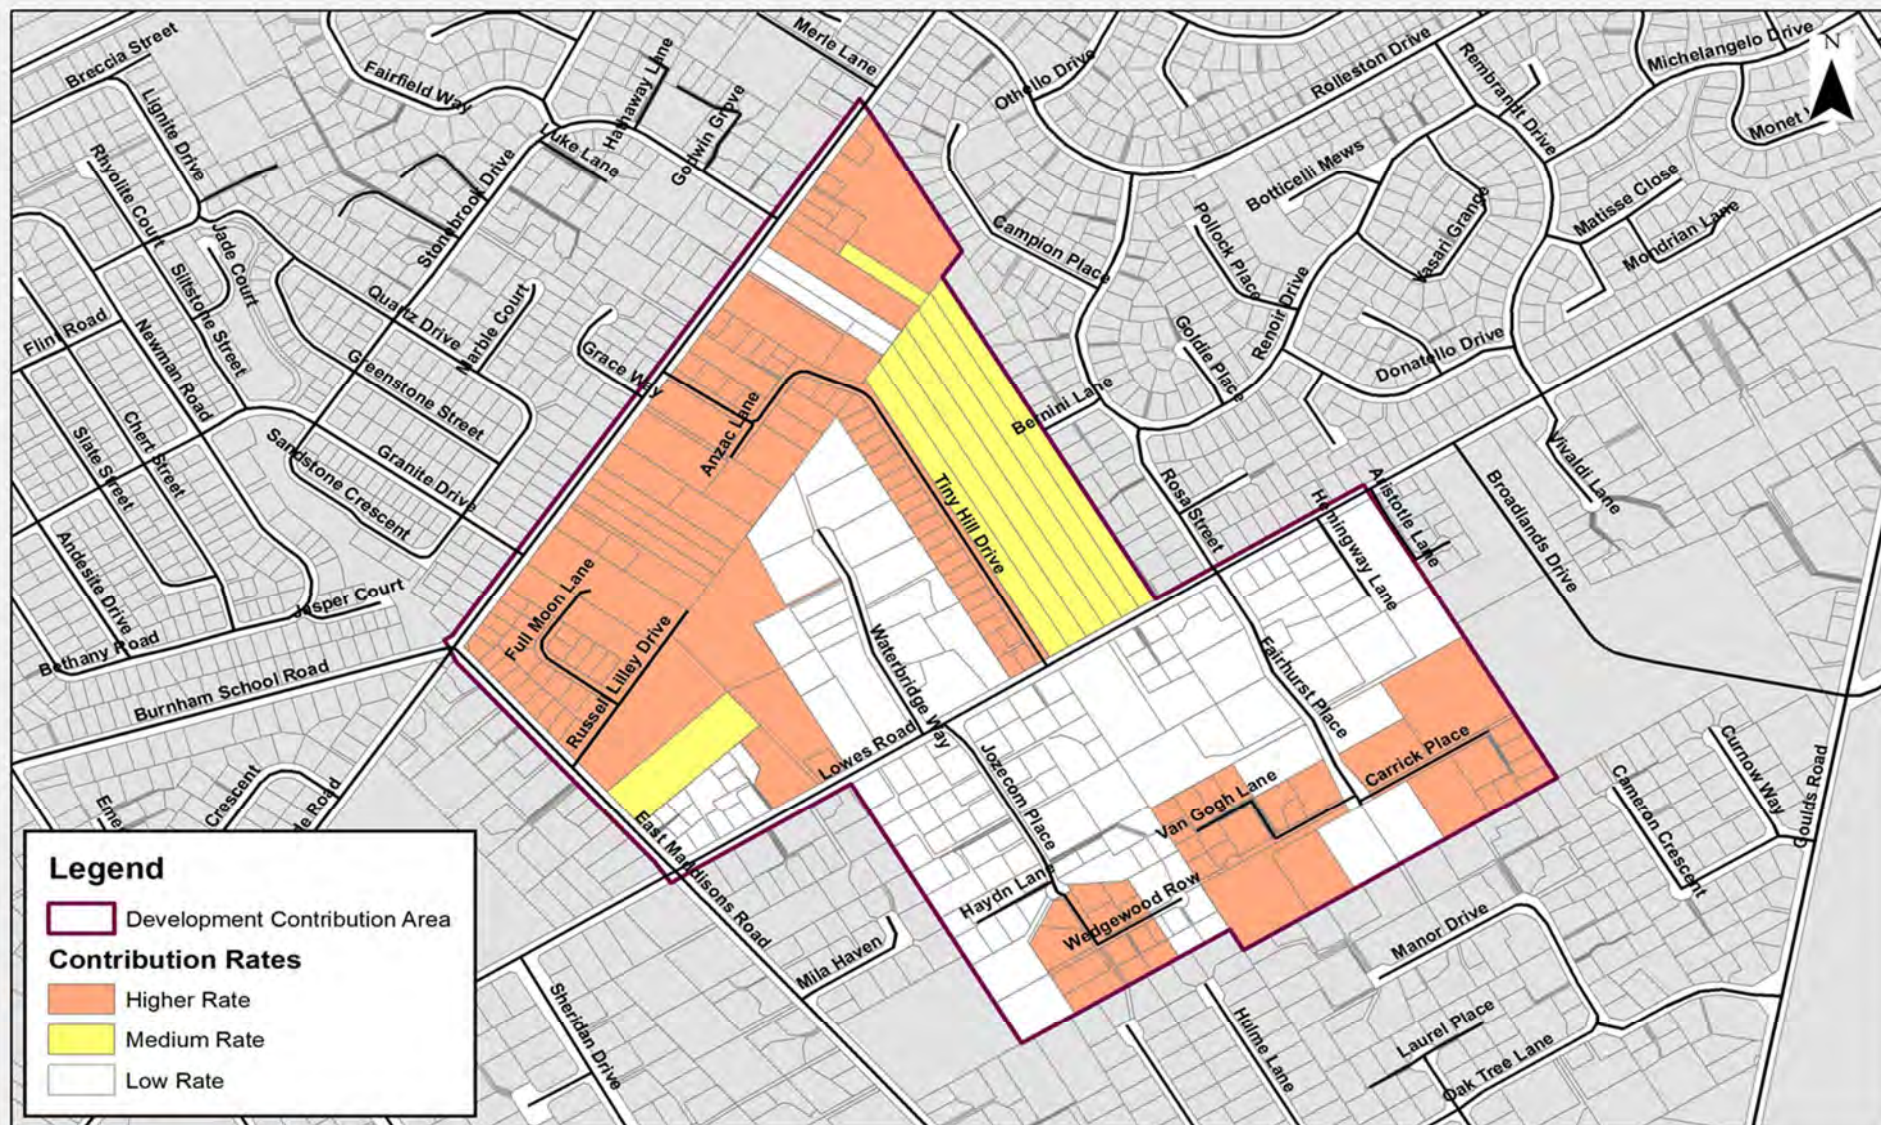 Breccia Street
Merle Lane
Michelangelo Drive
N
Fairfield Way
Hathaway Lane
Othello Drive
Rolleston Drive
Rembrandt Drive
Lignite Drive
Godwin Grove
Monet
Luke Lane
Rhyolite Court
Botticelli Mews
Matisse Close
Stonebrook Drive
Pollock Place
Vasari Grange
Mondrian Lane
Jade Court
Campion Place
Siltstone Street
Quartz Drive
Marble Court
Renoir Drive
Flint Road
Newman Road
Goldie Place
Donatello Drive
Greenstone Street
Grace Way
Bernini Lane
Anzac Lane
Slate Street
Chert Street
Granite Drive
Sandstone Crescent
Tiny Hill Drive
Rosa Street
Hemingway Lane
Aristotle Lane
Vivaldi Lane
Broadlands Drive
Andesite Drive
Jasper Court
Full Moon Lane
Bethany Road
Burnham School Road
Russel Lilley Drive
Waterbridge Way
Fairhurst Place
Lowes Road
Jozecom Place
Carrick Place
Curnow Way
Cameron Crescent
Goulds Road
Van Gogh Lane
Eme
Crescent
de Road
East Maddisons Road
Haydn Lane
Wedgewood Row
Manor Drive
Mila Haven
Sheridan Drive
Hulme Lane
Laurel Place
Oak Tree Lane
Legend
Development Contribution Area
Contribution Rates
Higher Rate
Medium Rate
Low Rate